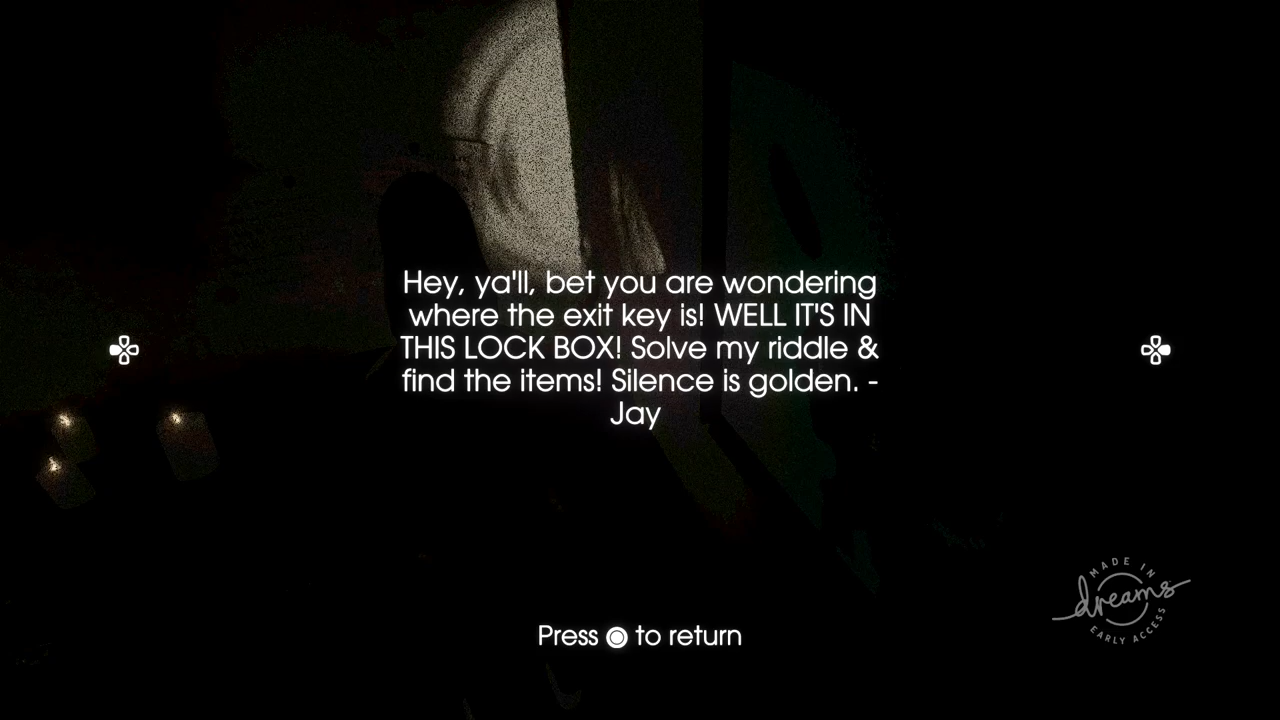 Hey, ya'll, bet you are wondering
where the exit key is! WELL IT'S IN
THIS LOCK BOX! Solve my riddle &
find the items! Silence is golden. -
Jay
Press to return
MADE IN
dreams
EARLY ACCESS